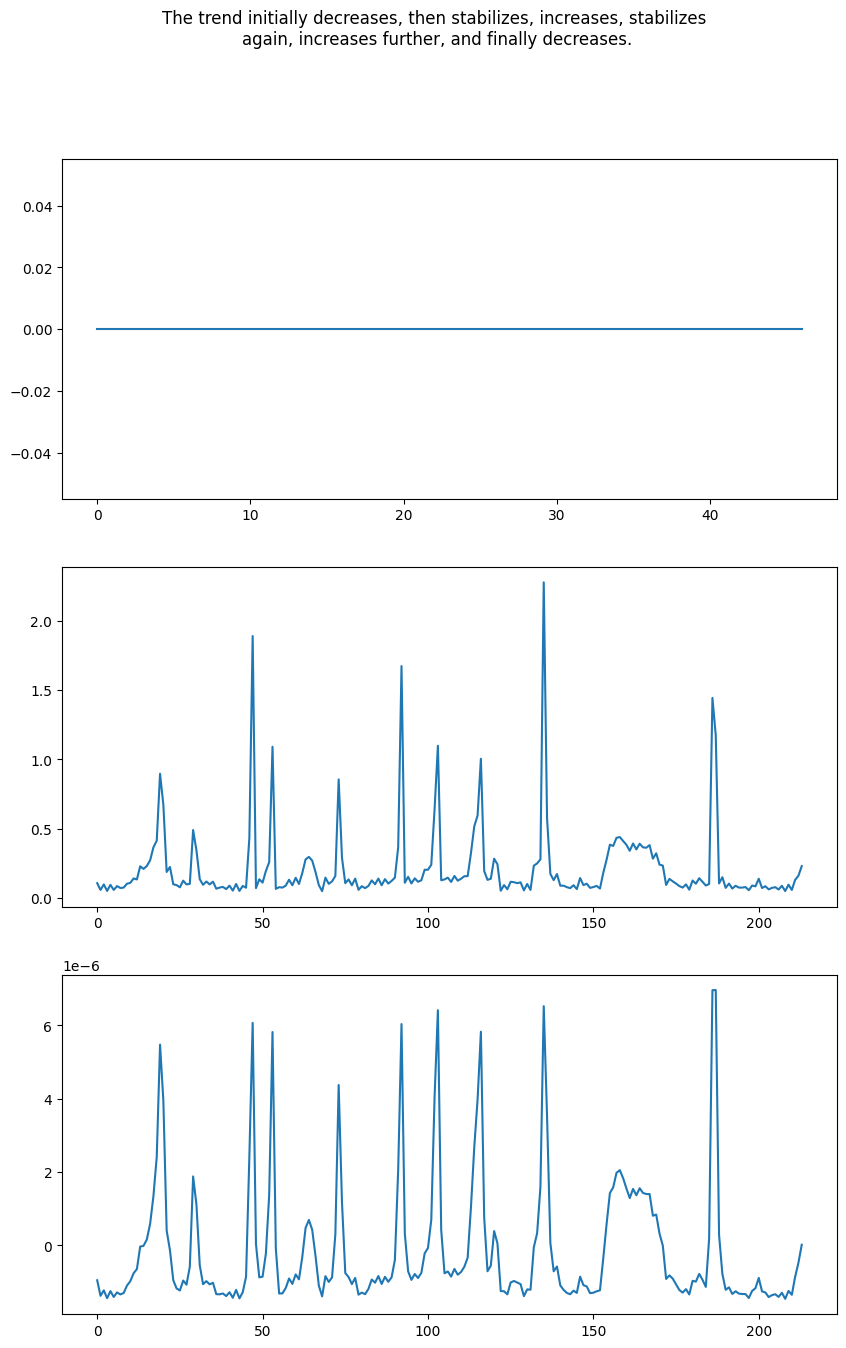 The trend initially decreases, then stabilizes, increases, stabilizes
again, increases further, and finally decreases.
0.04
0.02
0.00
−0.02
−0.04
0 10 20 30 40
2.0
1.5
1.0
0.5
0.0
0 50 100 150 200
1e−6
6
4
2
0
0 50 100 150 200